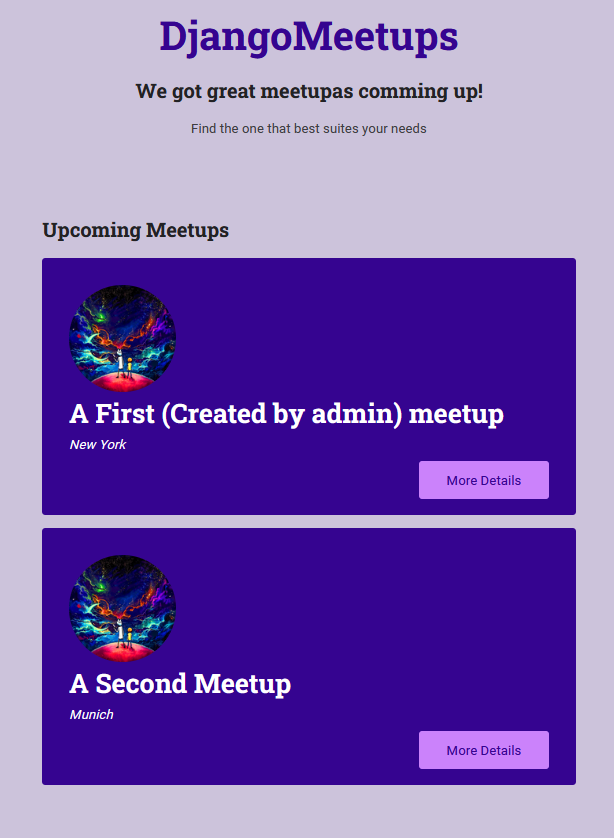 DjangoMeetups
We got great meetupas comming up!
Find the one that best suites your needs
Upcoming Meetups
A First (Created by admin) meetup
New York
More Details
A Second Meetup
Munich
More Details